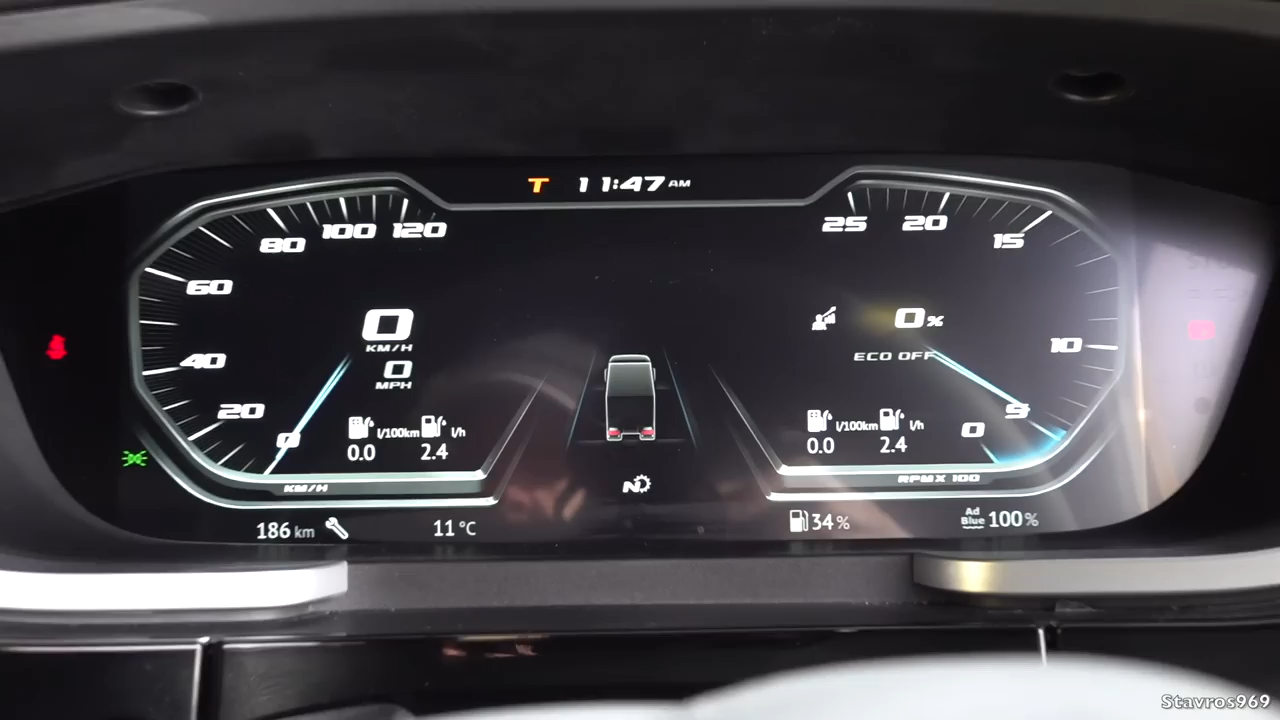 T 11:47 AM
80 100 120
25 20 15
60
0
KM/H
0%
40
0
MPH
ECO OFF
10
20
0
l/100km l/h
0.0 2.4
l/100km l/h
0.0 2.4
5
0
KM/H
N
RPM X 100
186 km
11 °C
34%
Ad
Blue 100%
Stavros969